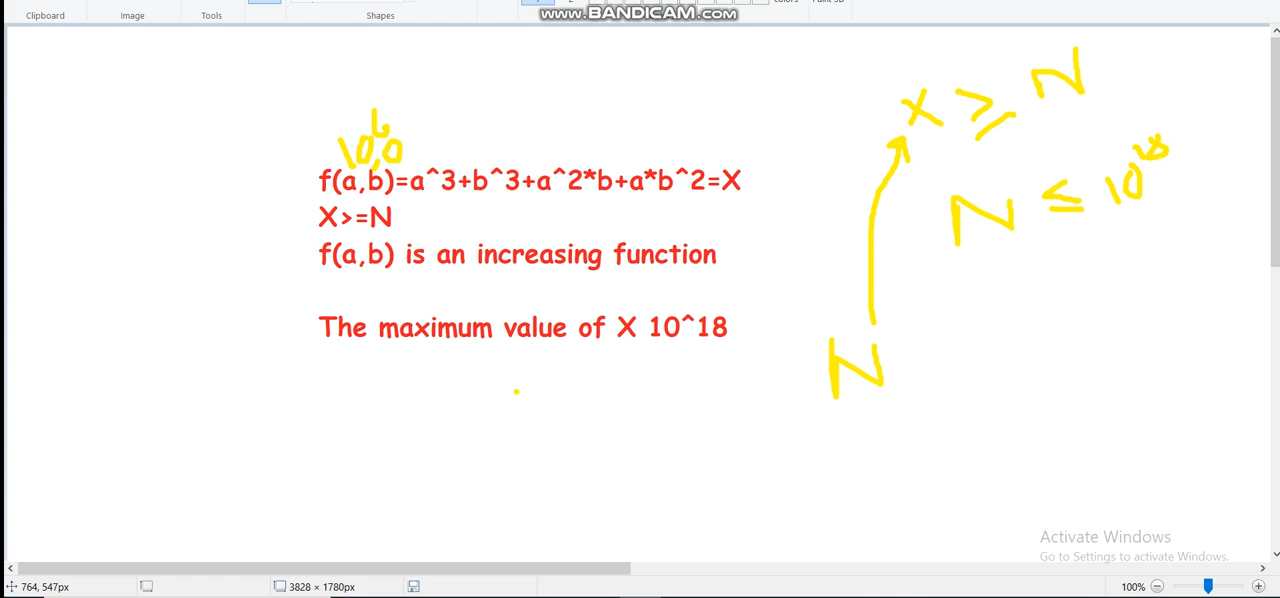 Clipboard
Image
Tools
Shapes
www.BANDICAM.com
X ≥ N
6
10,0
N ≤ 10^18
f(a,b)=a^3+b^3+a^2*b+a*b^2=X
X>=N
f(a,b) is an increasing function
The maximum value of X 10^18
N
Activate Windows
Go to Settings to activate Windows.
764, 547px
3828 × 1780px
100%